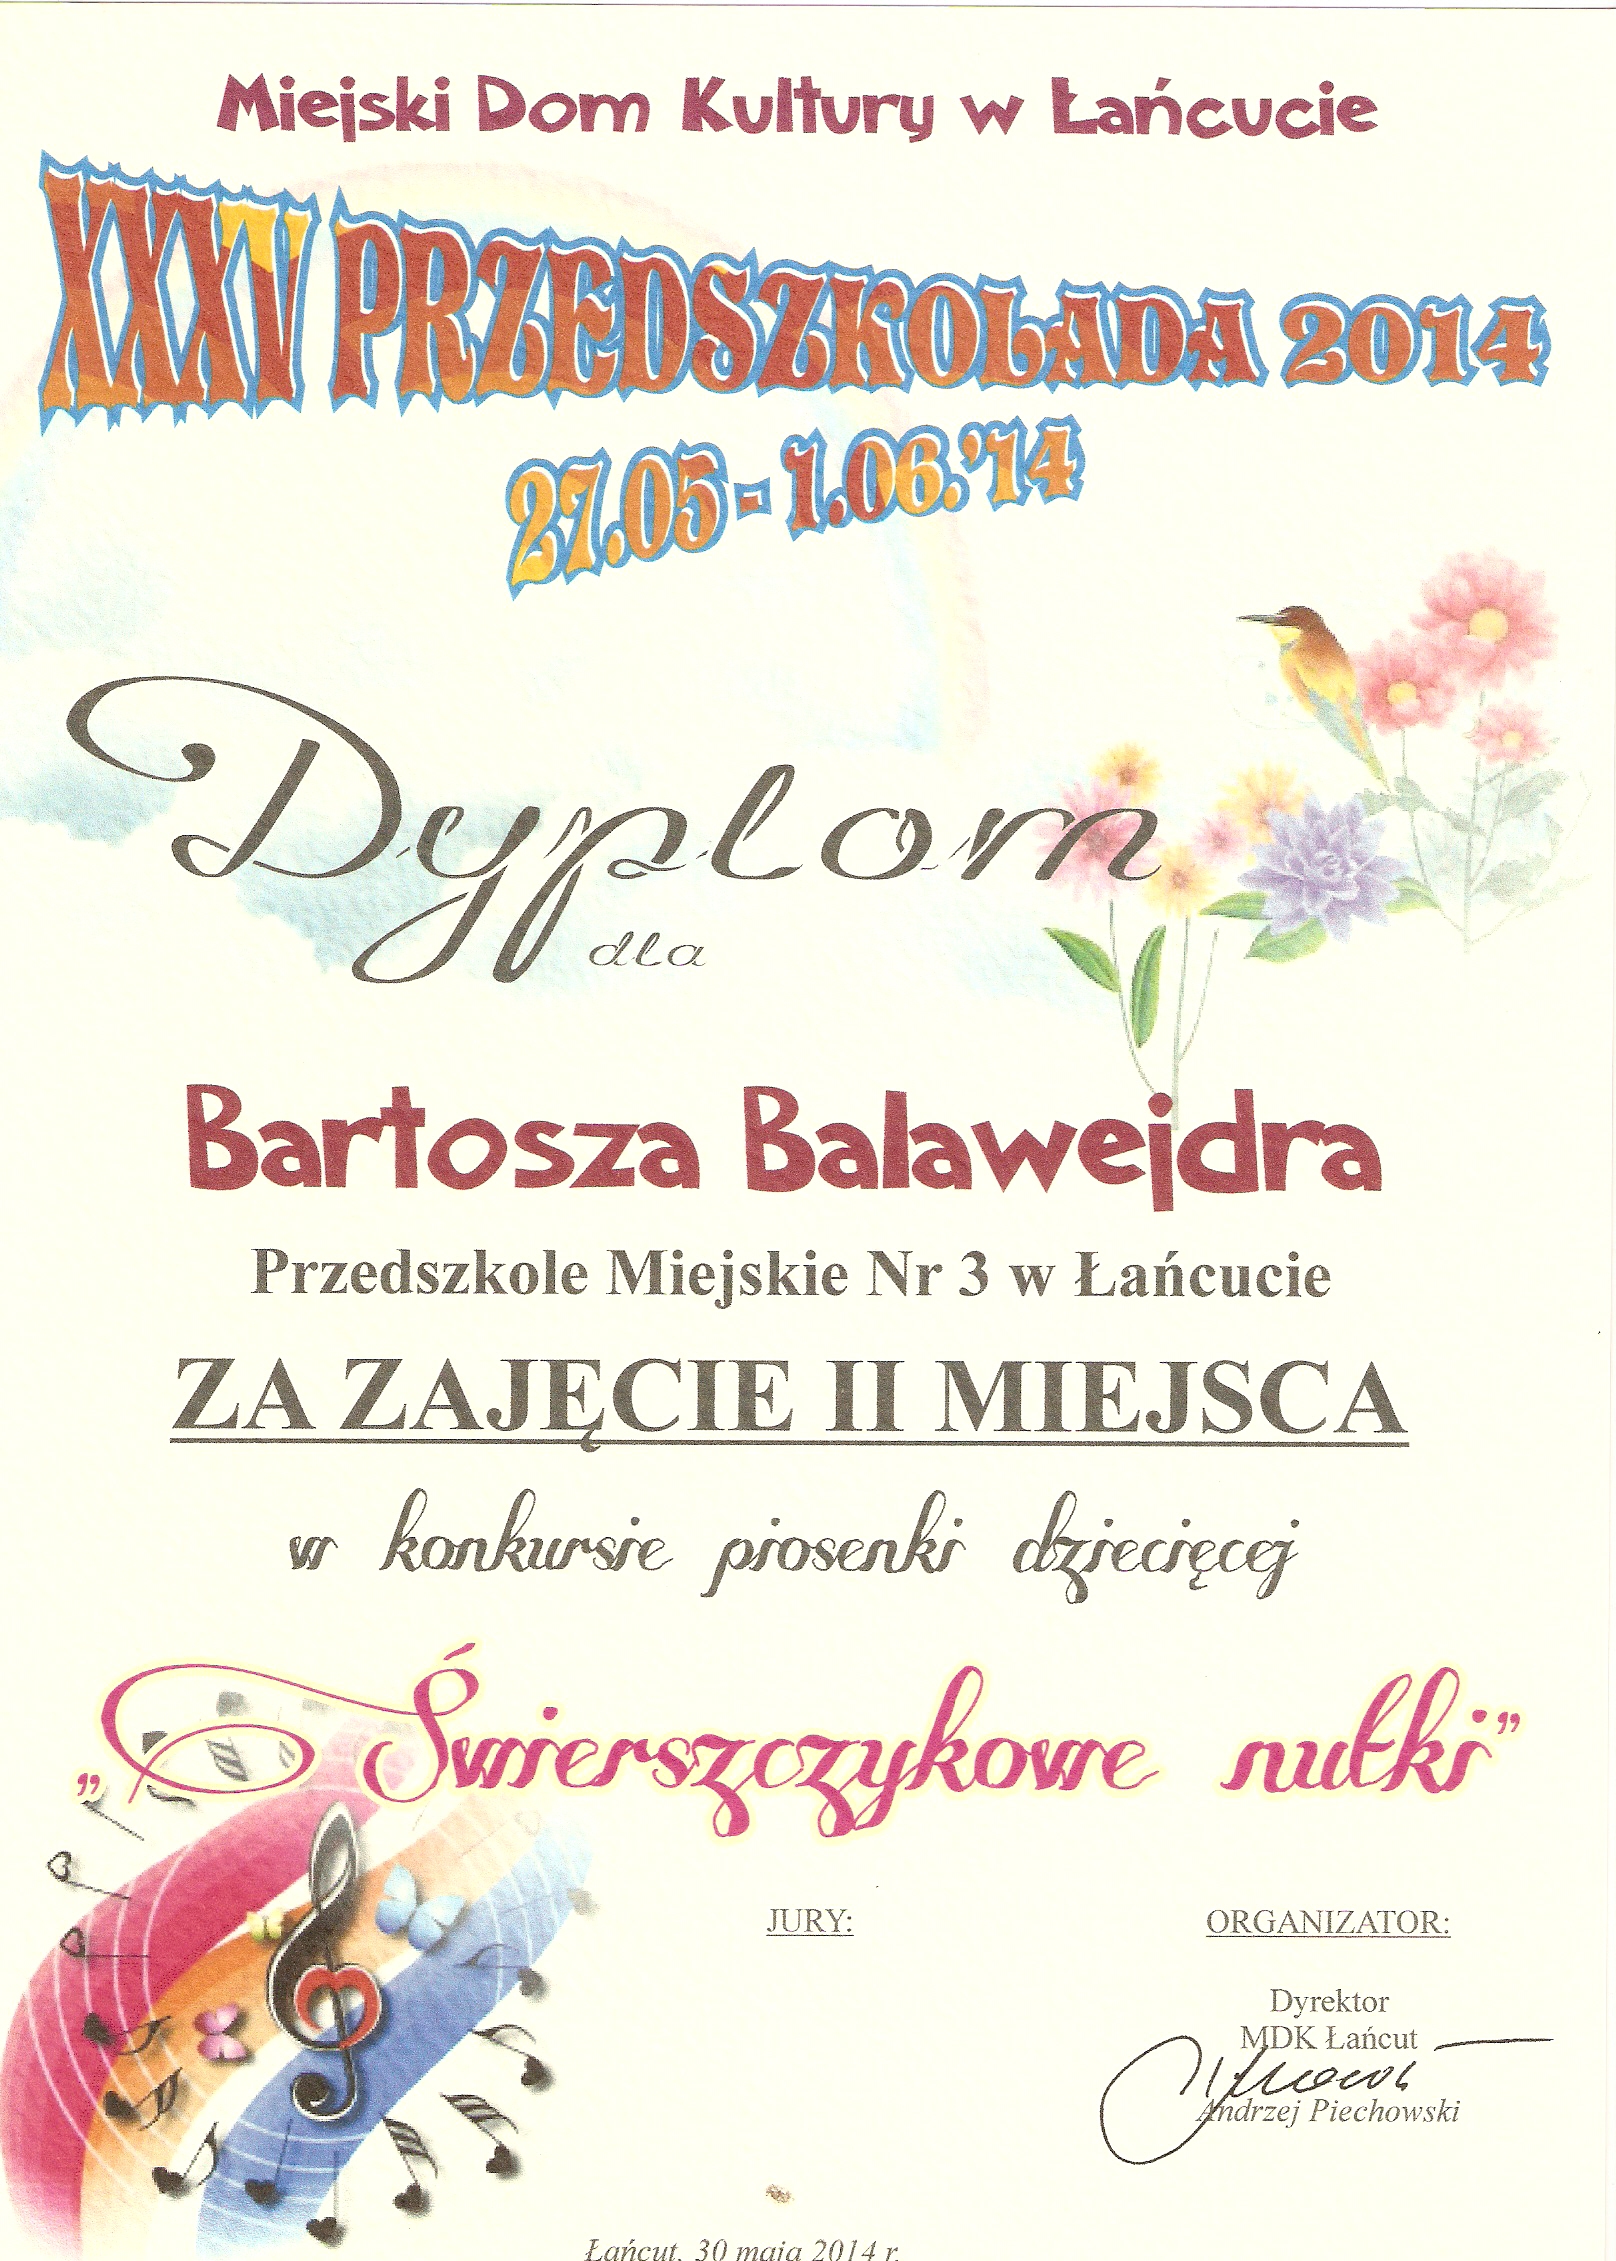 Miejski Dom Kultury w Łańcucie
XXXV PRZEDSZKOLADA 2014
27.05 - 1.06.'14
Dyplom
dla
Bartosza Balawejdra
Przedszkole Miejskie Nr 3 w Łańcucie
ZA ZAJĘCIE II MIEJSCA
w konkursie piosenki dziecięcej
„Świerszczykowe nutki”
JURY:
ORGANIZATOR:
Dyrektor
MDK Łańcut
Andrzej Piechowski
Łańcut, 30 maja 2014 r.